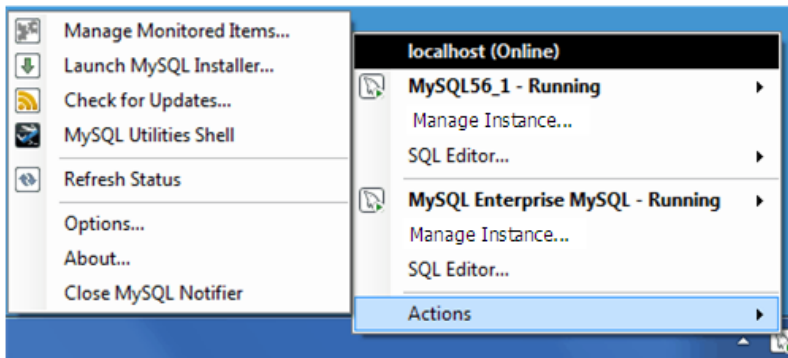 Manage Monitored Items...
Launch MySQL Installer...
Check for Updates...
MySQL Utilities Shell
Refresh Status
Options...
About...
Close MySQL Notifier
localhost (Online)
MySQL56_1 - Running
Manage Instance...
SQL Editor...
MySQL Enterprise MySQL - Running
Manage Instance...
SQL Editor...
Actions